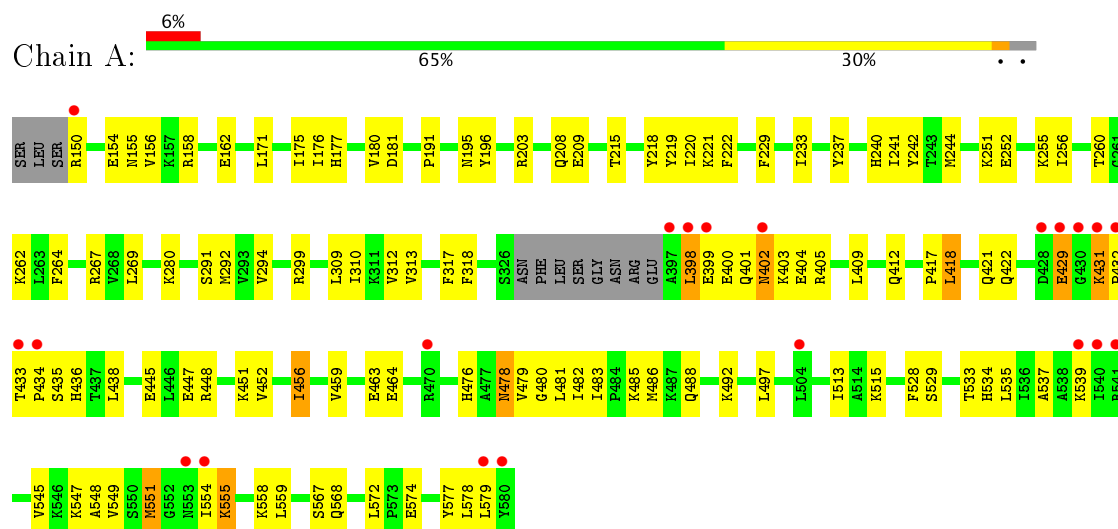 6%
Chain A:
65%
30%
SER LEU SER R150 E154 N155 V156 K157 R158 E162 L171 I175 I176 H177 V180 D181 P191 N195 Y196 R203 Q208 E209 T215 Y218 Y219 I220 K221 F222 F229 I233 Y237 H240 I241 Y242 T243 M244 K251 E252 K255 I256 T260 C261
K262 L263 F264 R267 V268 L269 K280 S291 M292 V293 V294 R299 L309 I310 K311 V312 V313 F317 F318 S326 ASN PHE LEU SER GLY ASN ARG GLU A397 L398 E399 E400 Q401 N402 K403 E404 R405 L409 Q412 P417 L418 Q421 Q422 D428 E429 G430 K431 P432
T433 P434 S435 H436 T437 L438 E445 L446 E447 R448 K451 V452 I456 V459 E463 E464 R470 H476 A477 N478 V479 G480 L481 I482 I483 P484 K485 M486 K487 Q488 K492 L497 L504 I513 A514 K515 F528 S529 T533 H534 L535 I536 A537 A538 K539 I540
V545 K546 K547 A548 V549 S550 M551 G552 N553 I554 K555 K558 L559 S567 Q568 L572 P573 E574 Y577 L578 L579 Y580